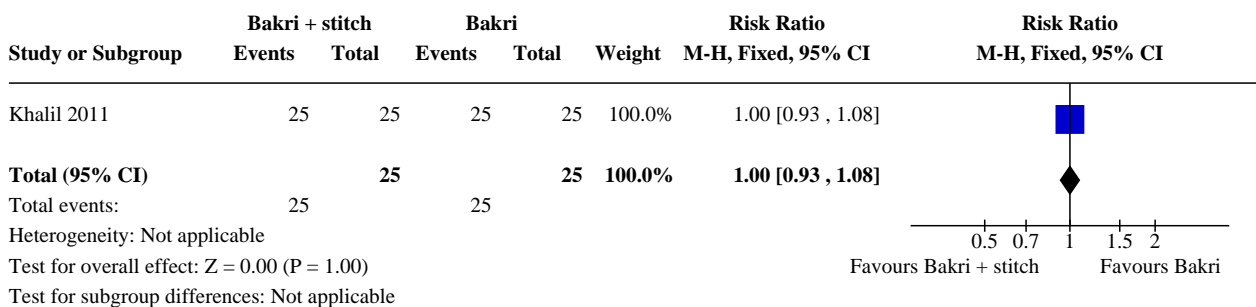 Bakri + stitch Bakri Risk Ratio Risk Ratio
Study or Subgroup Events Total Events Total Weight M-H, Fixed, 95% CI M-H, Fixed, 95% CI
Khalil 2011 25 25 25 25 100.0% 1.00 [0.93 , 1.08]
Total (95% CI) 25 25 100.0% 1.00 [0.93 , 1.08]
Total events: 25 25
Heterogeneity: Not applicable 0.5 0.7 1 1.5 2
Test for overall effect: Z = 0.00 (P = 1.00) Favours Bakri + stitch Favours Bakri
Test for subgroup differences: Not applicable